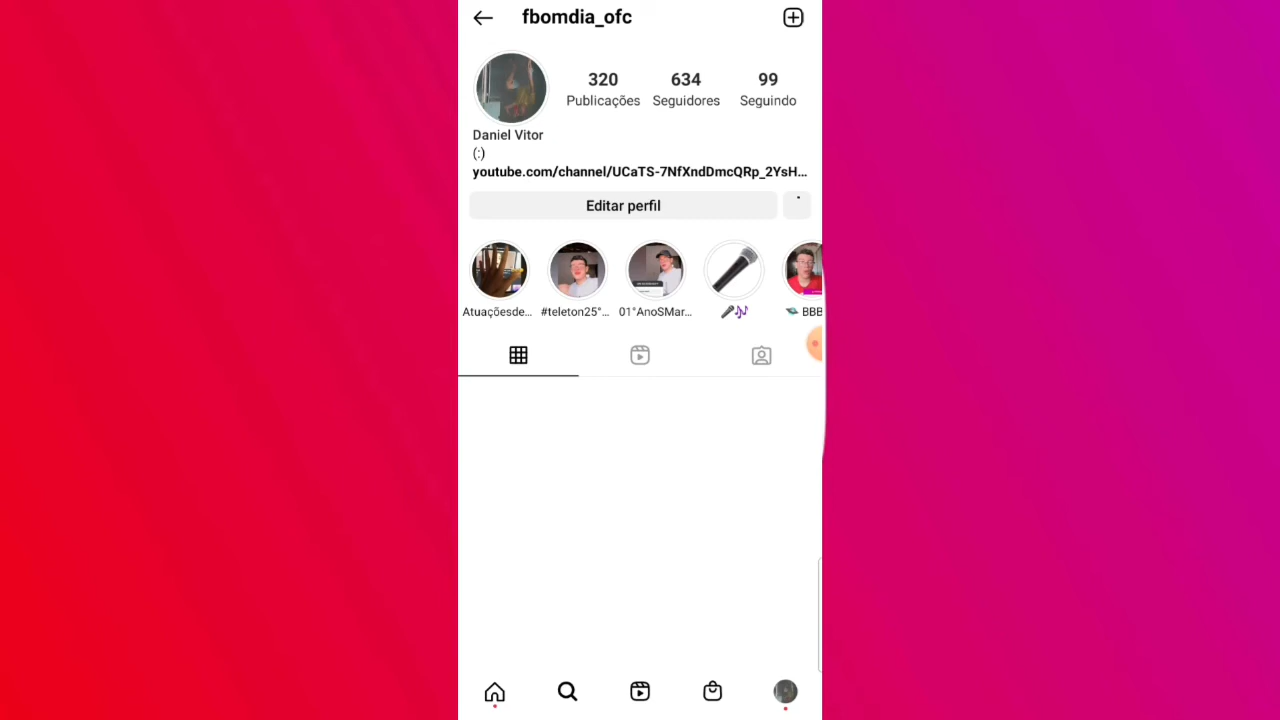 fbomdia_ofc
320 634 99
Publicações Seguidores Seguindo
Daniel Vitor
(:)
youtube.com/channel/UCaTS-7NfXndDmcQRp_2YsH...
Editar perfil
Atuaçõesde... #teleton25°... 01°AnoSMar... 🎤🎶 🛸 BBB